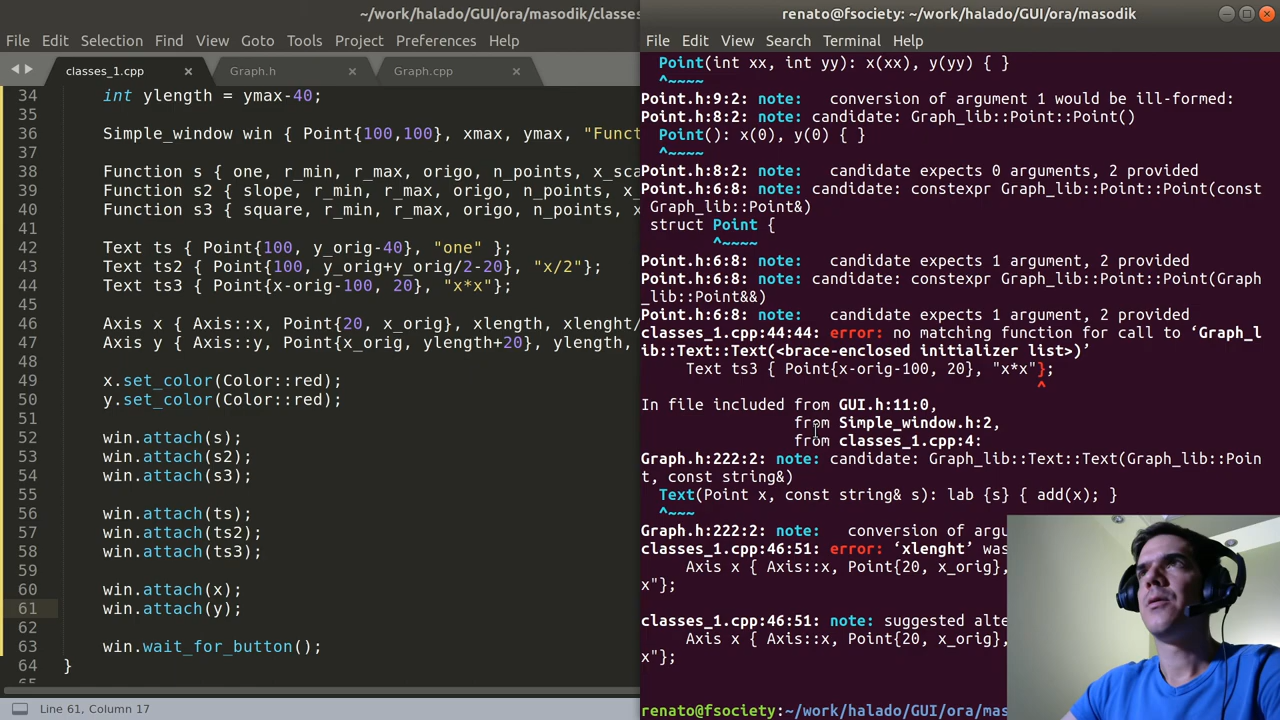 ~/work/halado/GUI/ora/masodik/classes
File Edit Selection Find View Goto Tools Project Preferences Help
classes_1.cpp × Graph.h × Graph.cpp ×
34 int ylength = ymax-40;
35
36 Simple_window win { Point{100,100}, xmax, ymax, "Func
37
38 Function s { one, r_min, r_max, origo, n_points, x_sca
39 Function s2 { slope, r_min, r_max, origo, n_points, x_
40 Function s3 { square, r_min, r_max, origo, n_points, x
41
42 Text ts { Point{100, y_orig-40}, "one" };
43 Text ts2 { Point{100, y_orig+y_orig/2-20}, "x/2"};
44 Text ts3 { Point{x-orig-100, 20}, "x*x"};
45
46 Axis x { Axis::x, Point{20, x_orig}, xlength, xlenght/
47 Axis y { Axis::y, Point{x_orig, ylength+20}, ylength,
48
49 x.set_color(Color::red);
50 y.set_color(Color::red);
51
52 win.attach(s);
53 win.attach(s2);
54 win.attach(s3);
55
56 win.attach(ts);
57 win.attach(ts2);
58 win.attach(ts3);
59
60 win.attach(x);
61 win.attach(y);
62
63 win.wait_for_button();
64 }
Line 61, Column 17
renato@fsociety: ~/work/halado/GUI/ora/masodik
File Edit View Search Terminal Help
Point(int xx, int yy): x(xx), y(yy) { }
^~~~~
Point.h:9:2: note:   conversion of argument 1 would be ill-formed:
Point.h:8:2: note: candidate: Graph_lib::Point::Point()
Point(): x(0), y(0) { }
^~~~~
Point.h:8:2: note:   candidate expects 0 arguments, 2 provided
Point.h:6:8: note: candidate: constexpr Graph_lib::Point::Point(const
Graph_lib::Point&)
struct Point {
^~~~~
Point.h:6:8: note:   candidate expects 1 argument, 2 provided
Point.h:6:8: note: candidate: constexpr Graph_lib::Point::Point(Graph
_lib::Point&&)
Point.h:6:8: note:   candidate expects 1 argument, 2 provided
classes_1.cpp:44:44: error: no matching function for call to ‘Graph_l
ib::Text::Text(<brace-enclosed initializer list>)’
Text ts3 { Point{x-orig-100, 20}, "x*x"};
^
In file included from GUI.h:11:0,
from Simple_window.h:2,
from classes_1.cpp:4:
Graph.h:222:2: note: candidate: Graph_lib::Text::Text(Graph_lib::Poin
t, const string&)
Text(Point x, const string& s): lab {s} { add(x); }
^~~~
Graph.h:222:2: note:   conversion of argu
classes_1.cpp:46:51: error: ‘xlenght’ was
Axis x { Axis::x, Point{20, x_orig},
x"};
classes_1.cpp:46:51: note: suggested alte
Axis x { Axis::x, Point{20, x_orig},
x"};
renato@fsociety:~/work/halado/GUI/ora/mas